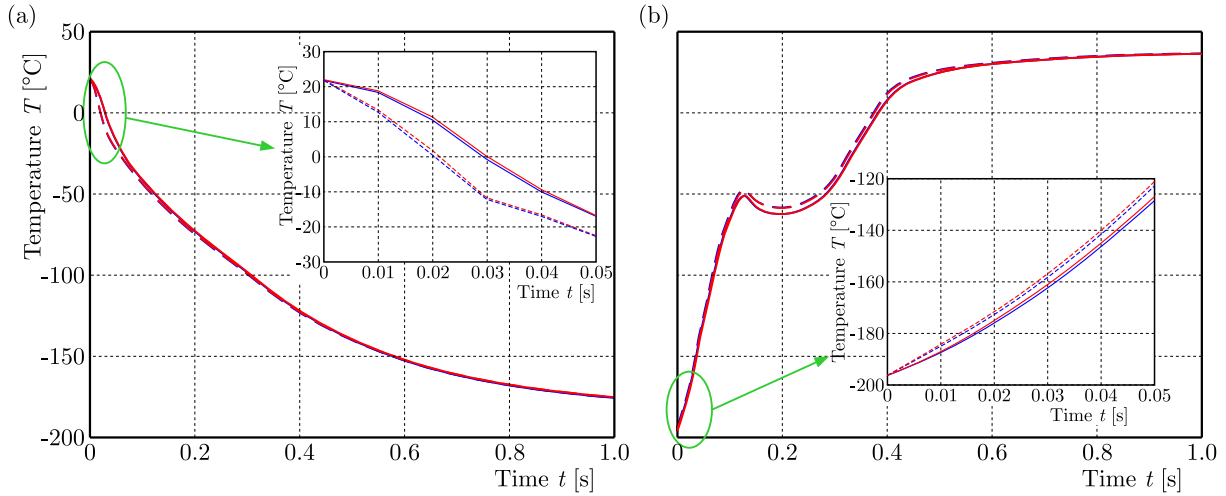 (a)
50
0
-50
-100
-150
-200
Temperature T [°C]
0 0.2 0.4 0.6 0.8 1.0
Time t [s]
30
20
10
0
-10
-20
-30
Temperature T [°C]
0 0.01 0.02 0.03 0.04 0.05
Time t [s]
(b)
0 0.2 0.4 0.6 0.8 1.0
Time t [s]
-120
-140
-160
-180
-200
Temperature T [°C]
0 0.01 0.02 0.03 0.04 0.05
Time t [s]